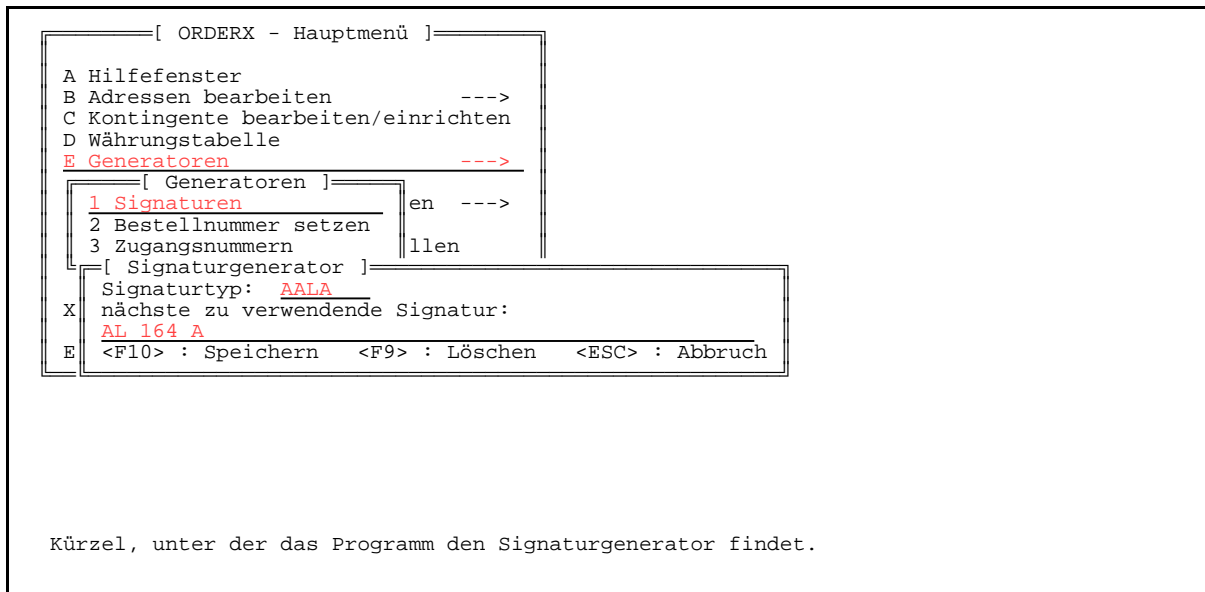 [ ORDERX - Hauptmenü ]
A Hilfefenster
B Adressen bearbeiten --->
C Kontingente bearbeiten/einrichten
D Währungstabelle
E Generatoren --->
[ Generatoren ]
1 Signaturen en --->
2 Bestellnummer setzen
3 Zugangsnummern llen
[ Signaturgenerator ]
Signaturtyp: AALA
X nächste zu verwendende Signatur:
AL 164 A
E <F10> : Speichern <F9> : Löschen <ESC> : Abbruch
Kürzel, unter der das Programm den Signaturgenerator findet.